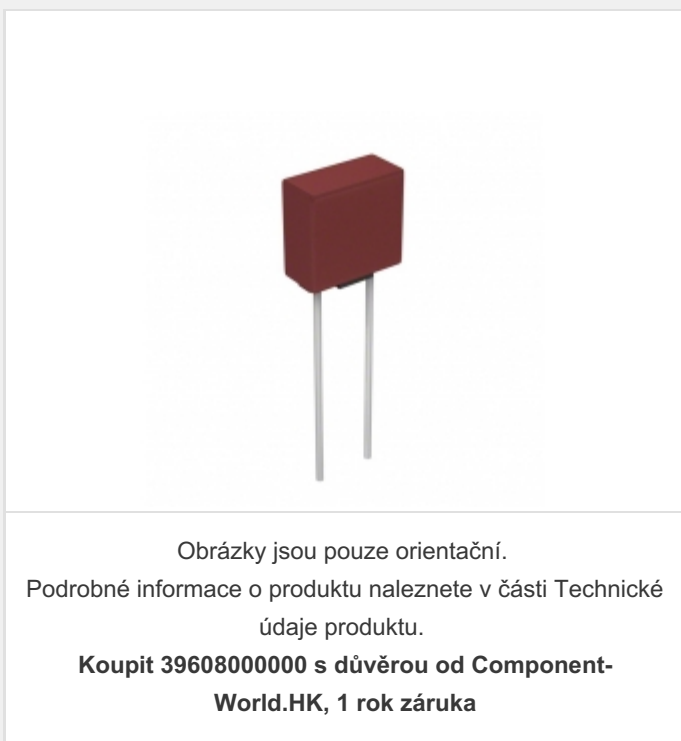 Obrázky jsou pouze orientační.
Podrobné informace o produktu naleznete v části Technické
údaje produktu.
Koupit 39608000000 s důvěrou od Component-
World.HK, 1 rok záruka